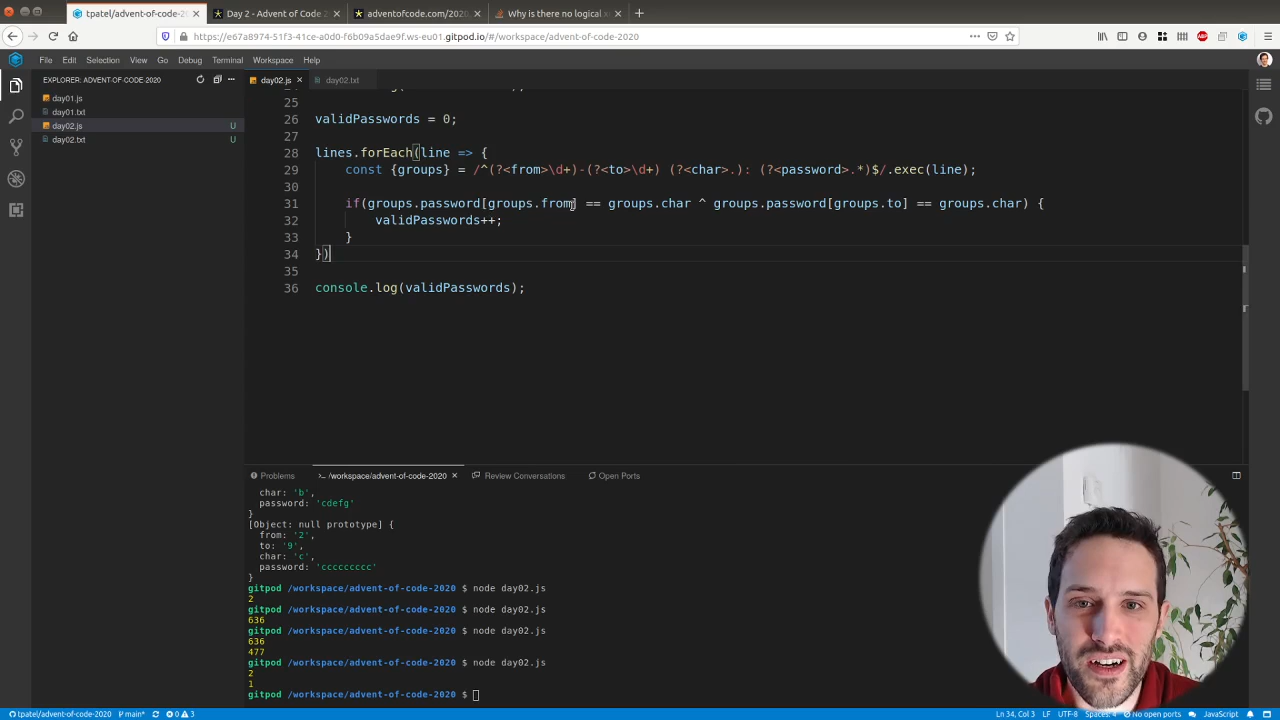 tpatel/advent-of-code-2
Day 2 - Advent of Code 2
adventofcode.com/2020
Why is there no logical x
https://e67a8974-51f3-41ce-a0d0-f6b09a5dae9f.ws-eu01.gitpod.io/#/workspace/advent-of-code-2020
File Edit Selection View Go Debug Terminal Workspace Help
EXPLORER: ADVENT-OF-CODE-2020
day01.js
day01.txt
day02.js U
day02.txt U
day02.js
day02.txt
25
26 validPasswords = 0;
27
28 lines.forEach(line => {
29 const {groups} = /^(?<from>\d+)-(?<to>\d+) (?<char>.): (?<password>.*)$/.exec(line);
30
31 if(groups.password[groups.from] == groups.char ^ groups.password[groups.to] == groups.char) {
32 validPasswords++;
33 }
34 })
35
36 console.log(validPasswords);
Problems
/workspace/advent-of-code-2020
Review Conversations
Open Ports
char: 'b',
password: 'cdefg'
}
[Object: null prototype] {
from: '2',
to: '9',
char: 'c',
password: 'ccccccccc'
}
gitpod /workspace/advent-of-code-2020 $ node day02.js
2
gitpod /workspace/advent-of-code-2020 $ node day02.js
636
gitpod /workspace/advent-of-code-2020 $ node day02.js
636
477
gitpod /workspace/advent-of-code-2020 $ node day02.js
2
1
gitpod /workspace/advent-of-code-2020 $
tpatel/advent-of-code-2020 main* 0 3 Ln 34, Col 3 LF UTF-8 Spaces: 4 No open ports JavaScript